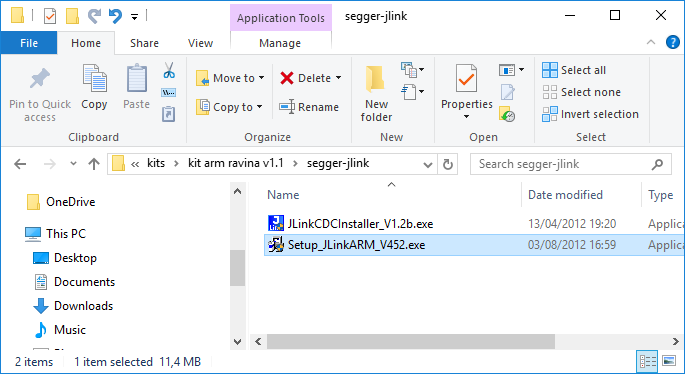 Application Tools
segger-jlink
File
Home
Share
View
Manage
Pin to Quick
access
Copy
Paste
Clipboard
Move to
Copy to
Delete
Rename
Organize
New
folder
New
Properties
Open
Select all
Select none
Invert selection
Select
« kits > kit arm ravina v1.1 > segger-jlink
Search segger-jlink
OneDrive
This PC
Desktop
Documents
Downloads
Music
Name
Date modified
Type
JLinkCDCInstaller_V1.2b.exe
13/04/2012 19:20
Applica
Setup_JLinkARM_V452.exe
03/08/2012 16:59
Applica
2 items
1 item selected 11,4 MB